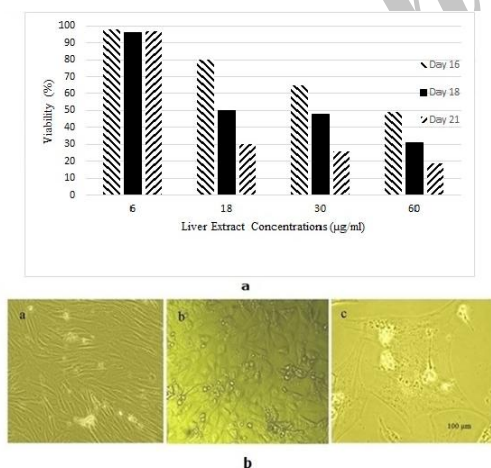 100
90
80
70
60
50
40
30
20
10
0
Viability (%)
Day 16
Day 18
Day 21
6 18 30 60
Liver Extract Concentrations (µg/ml)
a
a b c
100 µm
b